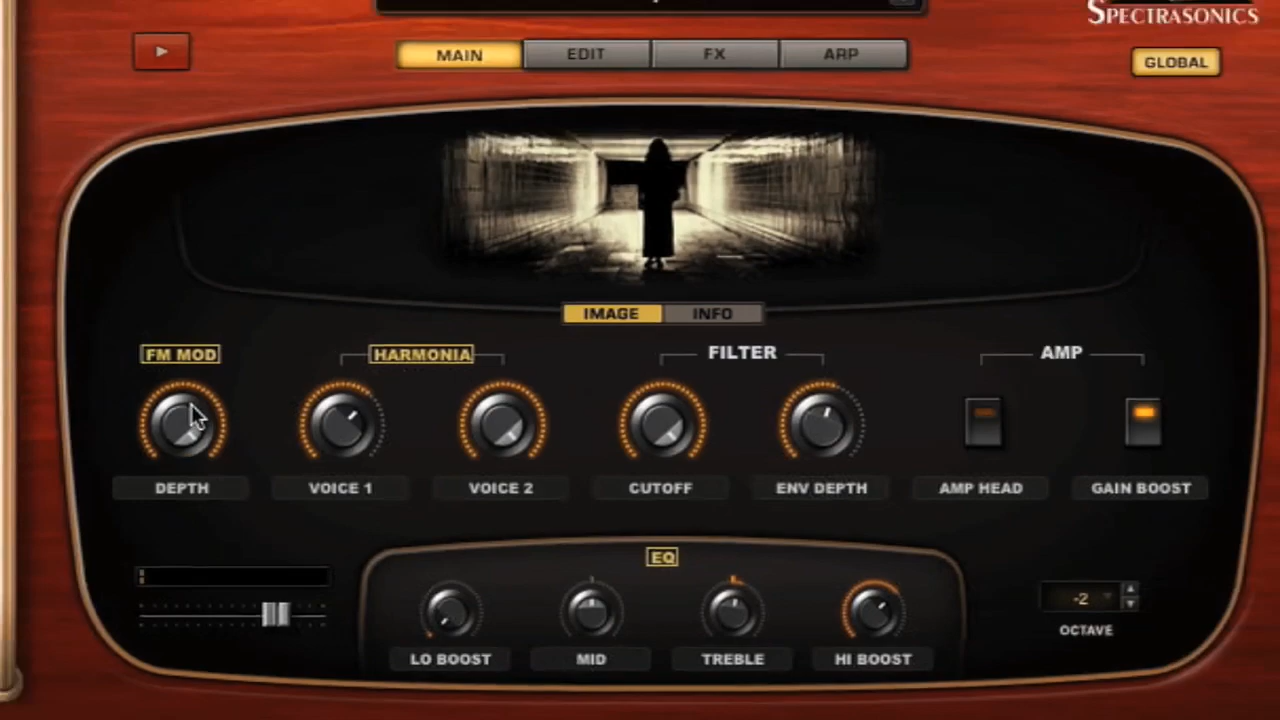 SPECTRASONICS
MAIN EDIT FX ARP
GLOBAL
IMAGE INFO
FM MOD HARMONIA FILTER AMP
DEPTH VOICE 1 VOICE 2 CUTOFF ENV DEPTH AMP HEAD GAIN BOOST
EQ
-2
OCTAVE
LO BOOST MID TREBLE HI BOOST